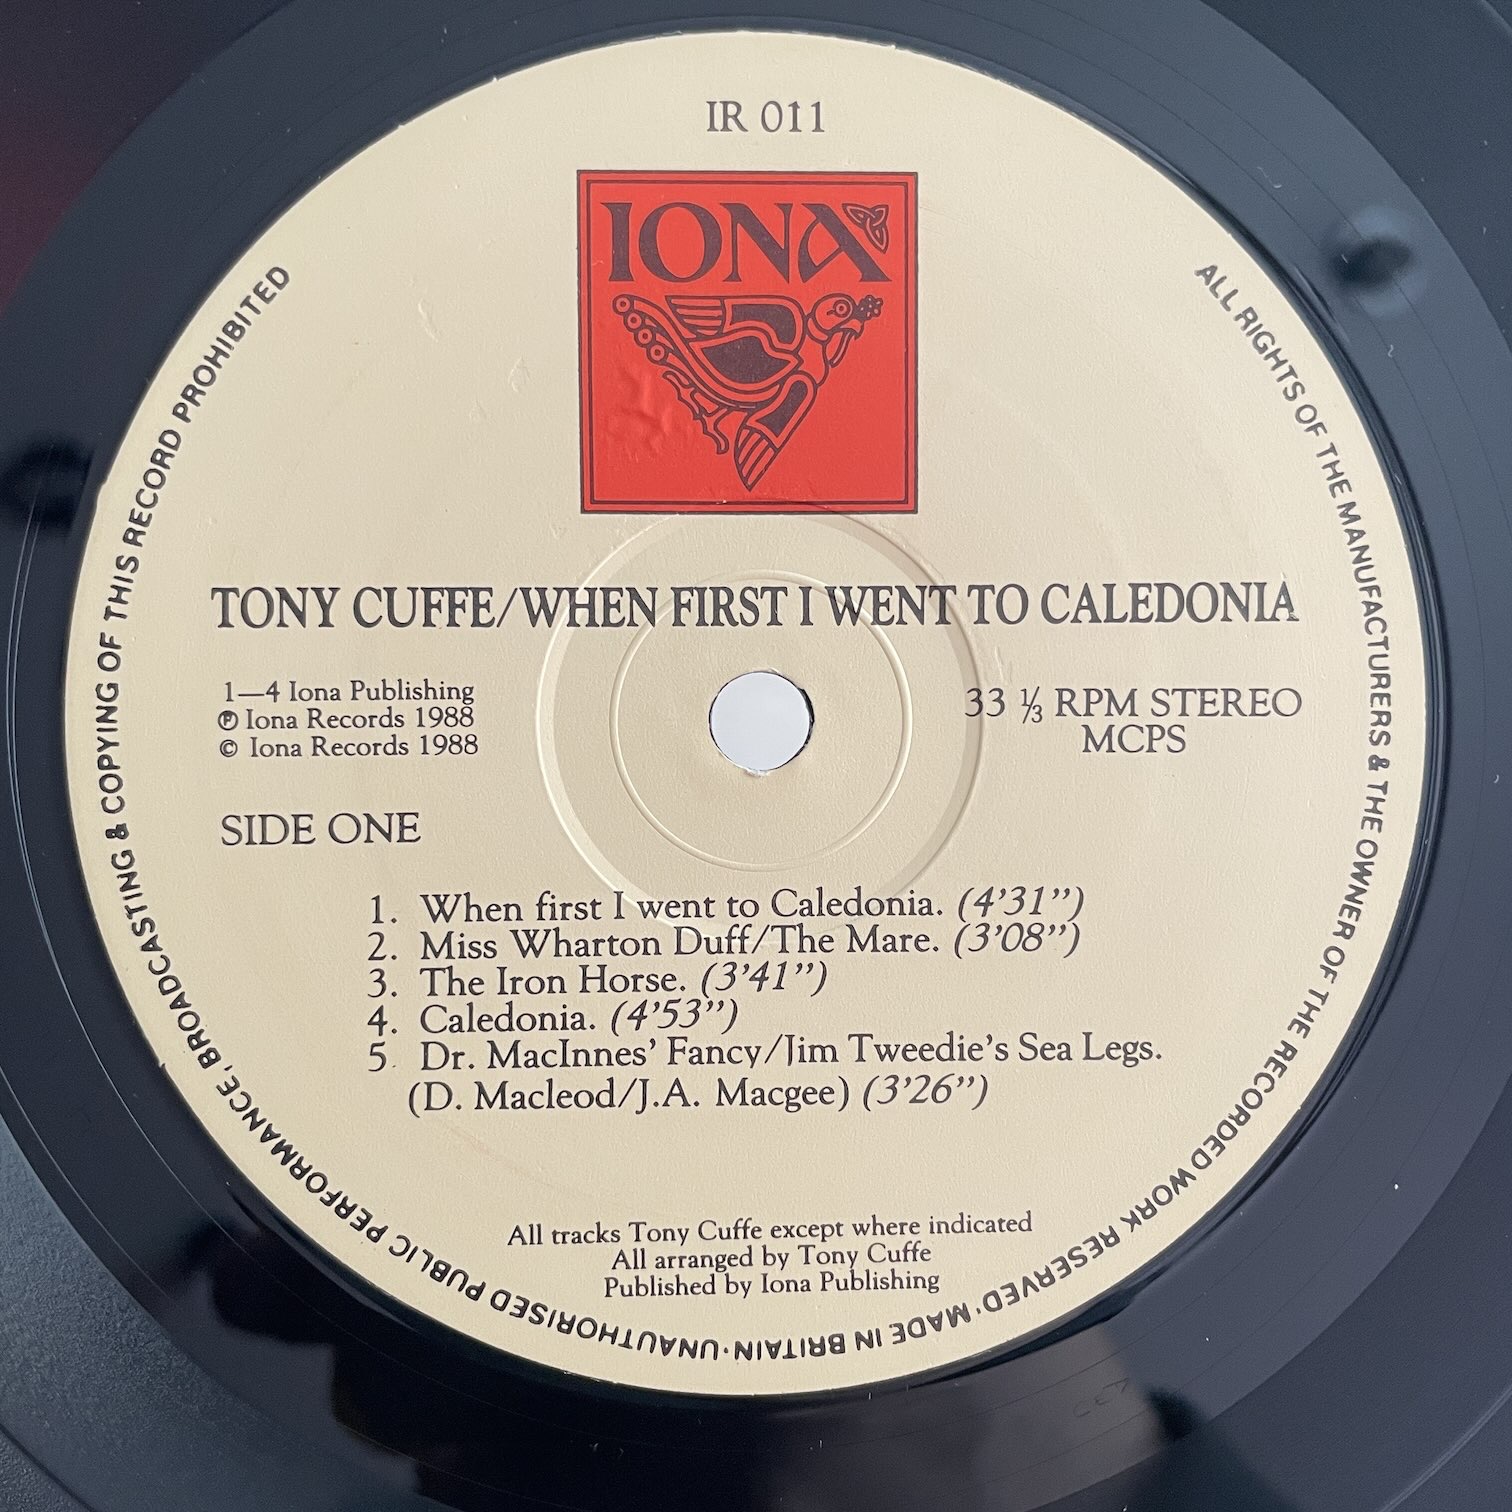 IR 011
IONA
TONY CUFFE/WHEN FIRST I WENT TO CALEDONIA
1—4 Iona Publishing
℗ Iona Records 1988
© Iona Records 1988
33 ⅓ RPM STEREO
MCPS
SIDE ONE
1. When first I went to Caledonia. (4’31”)
2. Miss Wharton Duff/The Mare. (3’08”)
3. The Iron Horse. (3’41”)
4. Caledonia. (4’53”)
5. Dr. MacInnes’ Fancy/Jim Tweedie’s Sea Legs.
(D. Macleod/J.A. Macgee) (3’26”)
All tracks Tony Cuffe except where indicated
All arranged by Tony Cuffe
Published by Iona Publishing
ALL RIGHTS OF THE MANUFACTURERS & THE OWNER OF THE RECORDED WORK RESERVED · MADE IN BRITAIN · UNAUTHORISED PUBLIC PERFORMANCE, BROADCASTING & COPYING OF THIS RECORD PROHIBITED